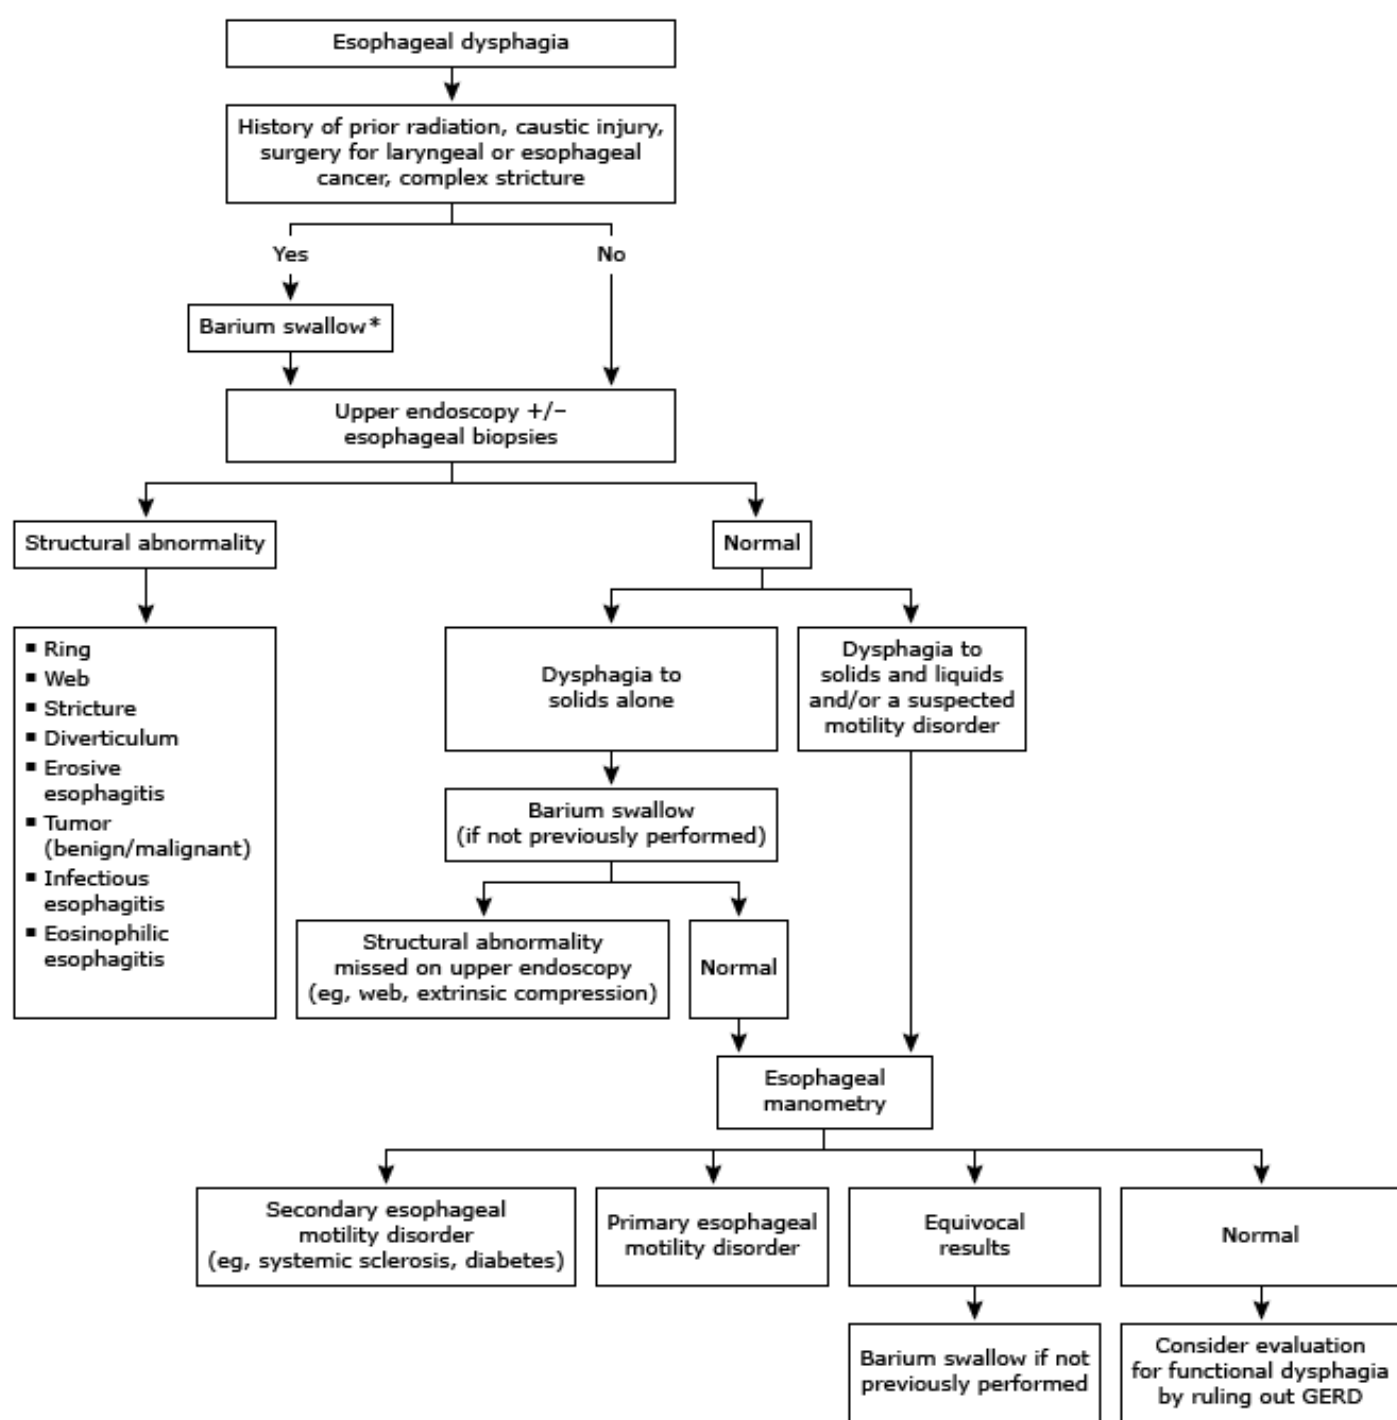 Esophageal dysphagia
History of prior radiation, caustic injury,
surgery for laryngeal or esophageal
cancer, complex stricture
Yes
No
Barium swallow*
Upper endoscopy +/–
esophageal biopsies
Structural abnormality
Normal
▪ Ring
▪ Web
▪ Stricture
▪ Diverticulum
▪ Erosive
esophagitis
▪ Tumor
(benign/malignant)
▪ Infectious
esophagitis
▪ Eosinophilic
esophagitis
Dysphagia to
solids alone
Dysphagia to
solids and liquids
and/or a suspected
motility disorder
Barium swallow
(if not previously performed)
Structural abnormality
missed on upper endoscopy
(eg, web, extrinsic compression)
Normal
Esophageal
manometry
Secondary esophageal
motility disorder
(eg, systemic sclerosis, diabetes)
Primary esophageal
motility disorder
Equivocal
results
Normal
Barium swallow if not
previously performed
Consider evaluation
for functional dysphagia
by ruling out GERD